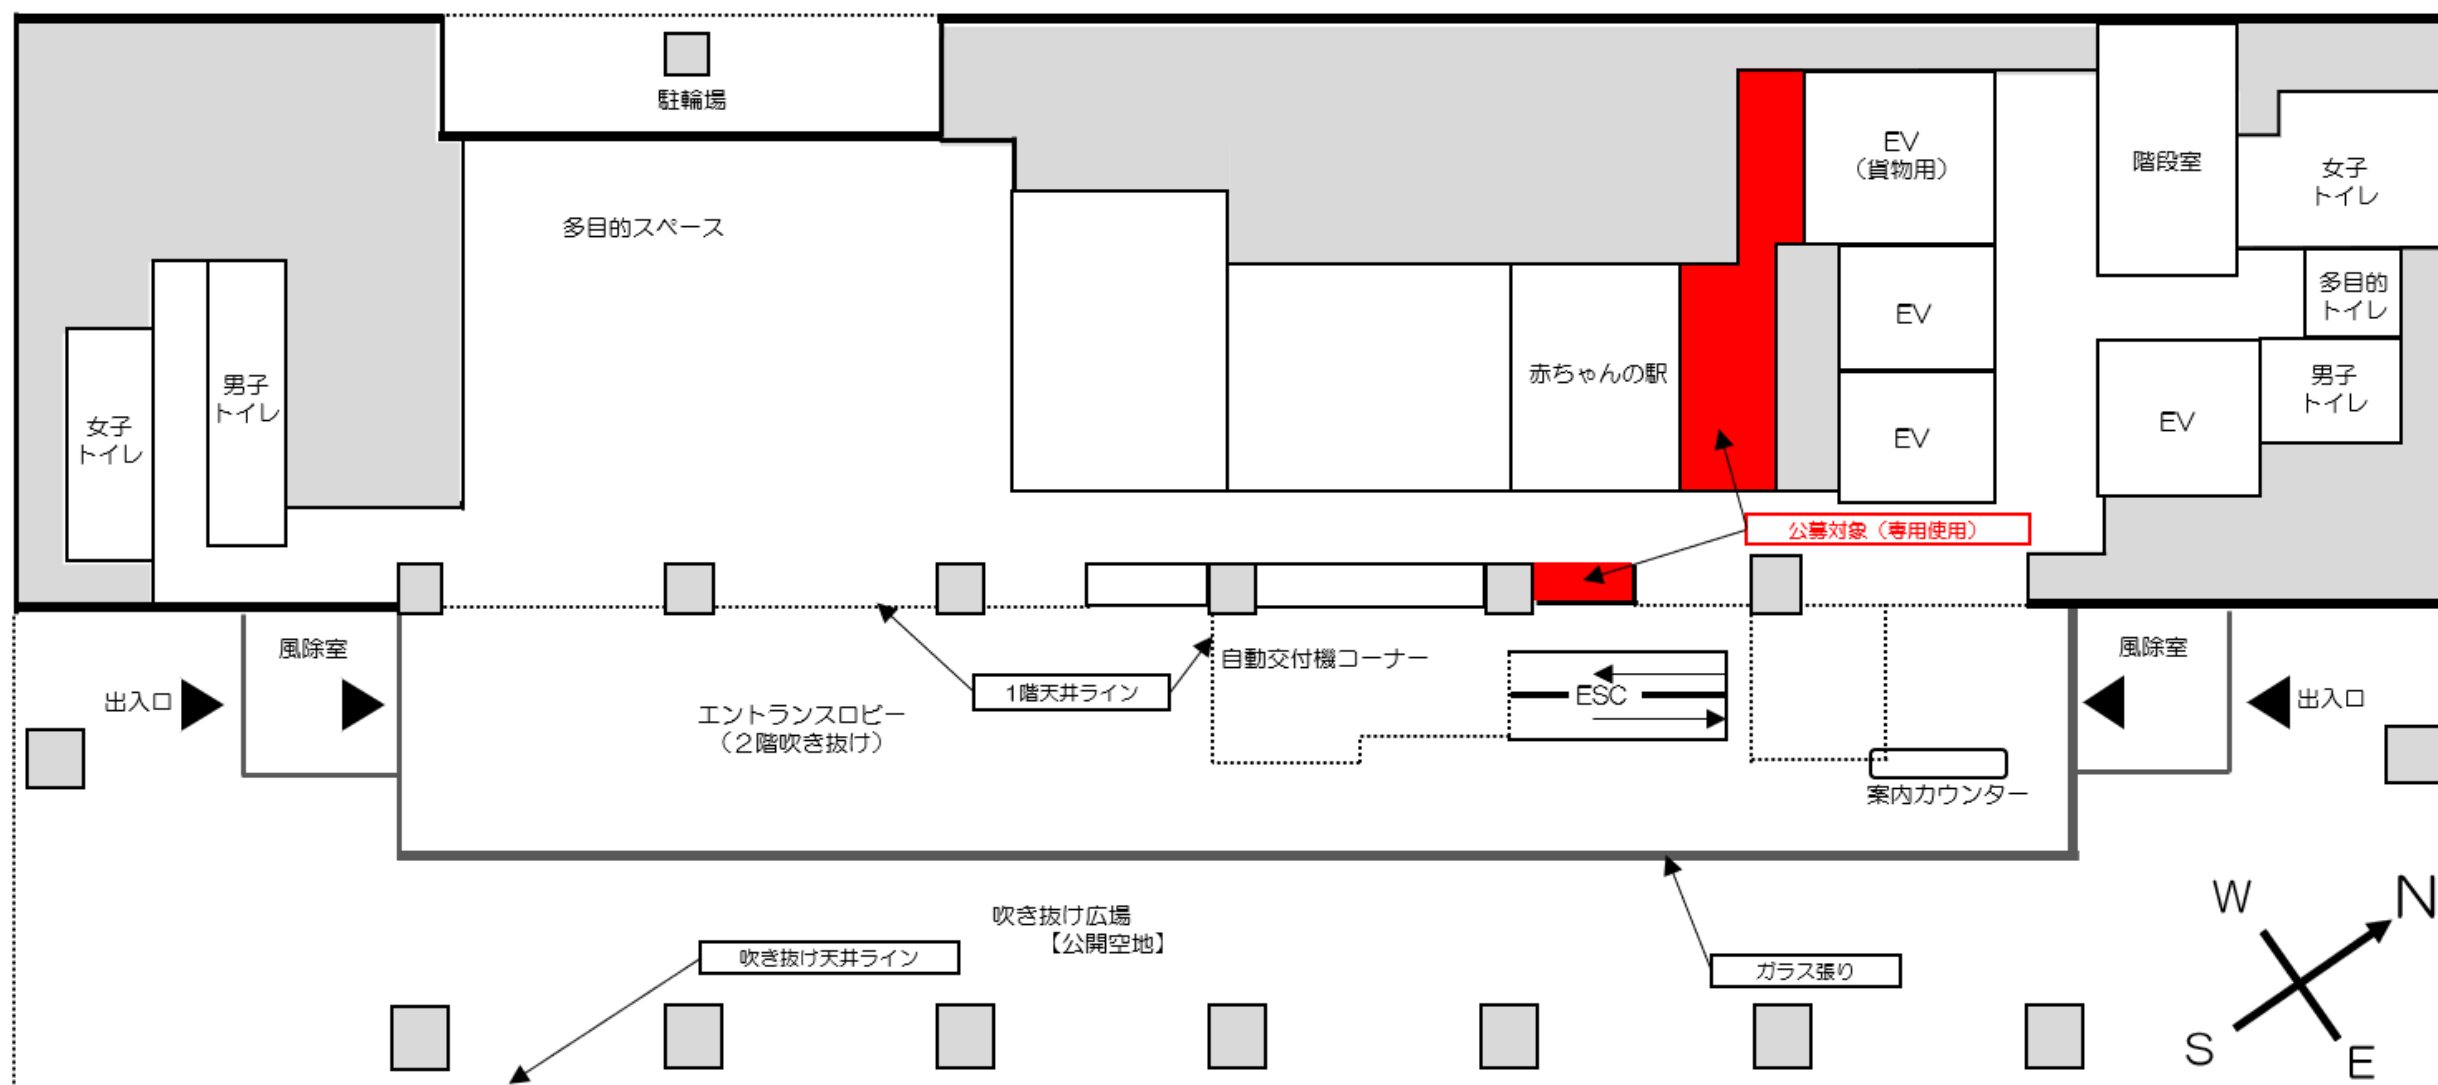 駐輪場
EV
（貨物用）
階段室
女子
トイレ
多目的スペース
多目的
トイレ
EV
男子
トイレ
女子
トイレ
赤ちゃんの駅
EV
EV
男子
トイレ
公募対象（専用使用）
風除室
自動交付機コーナー
風除室
出入口
1階天井ライン
ESC
出入口
エントランスロビー
（２階吹き抜け）
案内カウンター
吹き抜け広場
【公開空地】
吹き抜け天井ライン
ガラス張り
W
N
S
E